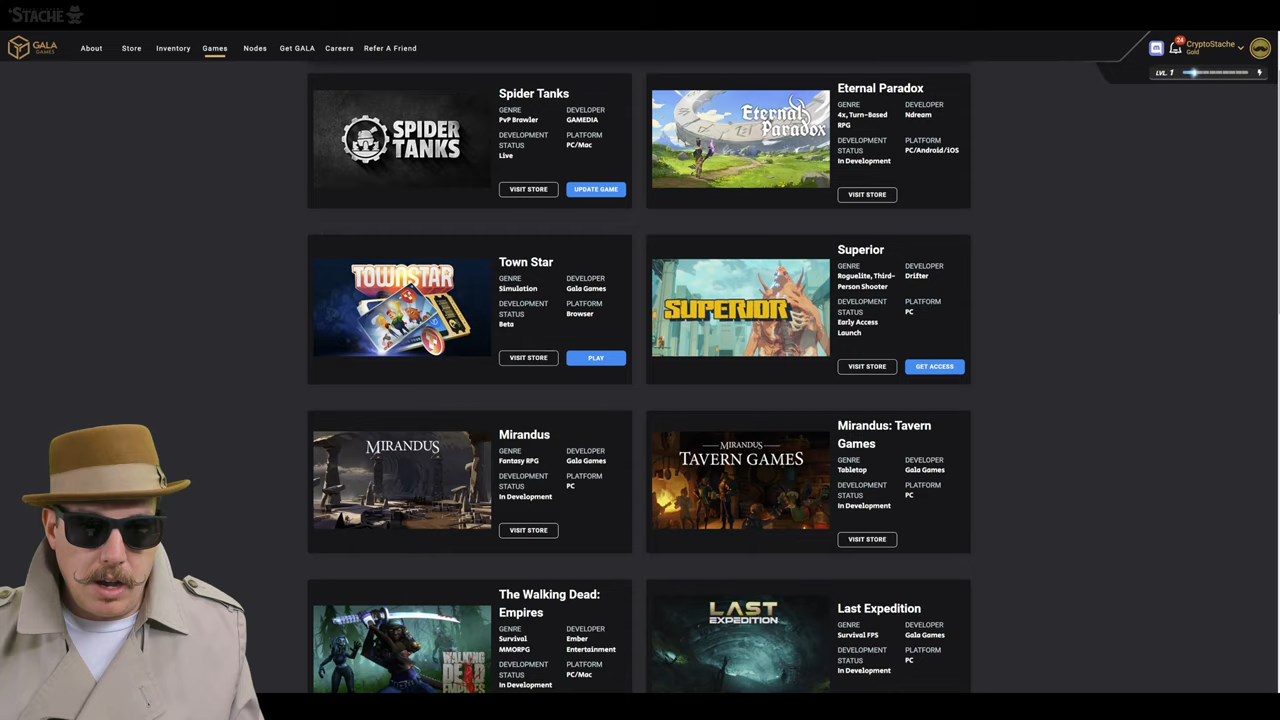 STACHE
GALA
GAMES
About
Store
Inventory
Games
Nodes
Get GALA
Careers
Refer A Friend
24
CryptoStache
Gold
LVL. 1
SPIDER
TANKS
Spider Tanks
GENRE
DEVELOPER
PvP Brawler
GAMEDIA
DEVELOPMENT
PLATFORM
STATUS
PC/Mac
Live
VISIT STORE
UPDATE GAME
Eternal
Paradox
Eternal Paradox
GENRE
DEVELOPER
4x, Turn-Based
Ndream
RPG
DEVELOPMENT
PLATFORM
STATUS
PC/Android/iOS
In Development
VISIT STORE
TOWNSTAR
Town Star
GENRE
DEVELOPER
Simulation
Gala Games
DEVELOPMENT
PLATFORM
STATUS
Browser
Beta
VISIT STORE
PLAY
SUPERIOR
Superior
GENRE
DEVELOPER
Roguelite, Third-
Drifter
Person Shooter
DEVELOPMENT
PLATFORM
STATUS
PC
Early Access
Launch
VISIT STORE
GET ACCESS
MIRANDUS
Mirandus
GENRE
DEVELOPER
Fantasy RPG
Gala Games
DEVELOPMENT
PLATFORM
STATUS
PC
In Development
VISIT STORE
MIRANDUS
TAVERN GAMES
Mirandus: Tavern
Games
GENRE
DEVELOPER
Tabletop
Gala Games
DEVELOPMENT
PLATFORM
STATUS
PC
In Development
VISIT STORE
WALKING
DEAD
EMPIRES
The Walking Dead:
Empires
GENRE
DEVELOPER
Survival
Ember
MMORPG
Entertainment
DEVELOPMENT
PLATFORM
STATUS
PC/Mac
In Development
LAST
EXPEDITION
Last Expedition
GENRE
DEVELOPER
Survival FPS
Gala Games
DEVELOPMENT
PLATFORM
STATUS
PC
In Development